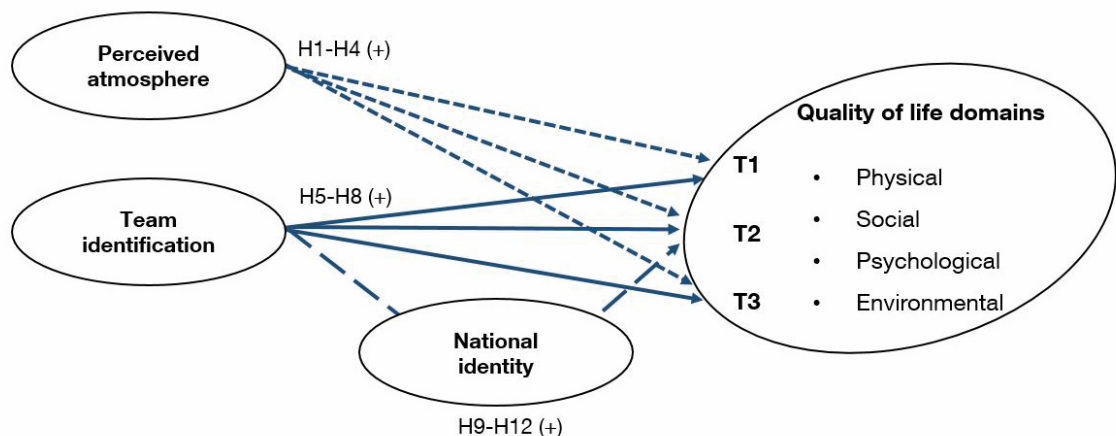 Perceived
atmosphere
H1-H4 (+)
Quality of life domains
T1
• Physical
Team
identification
H5-H8 (+)
• Social
T2
• Psychological
T3
• Environmental
National
identity
H9-H12 (+)